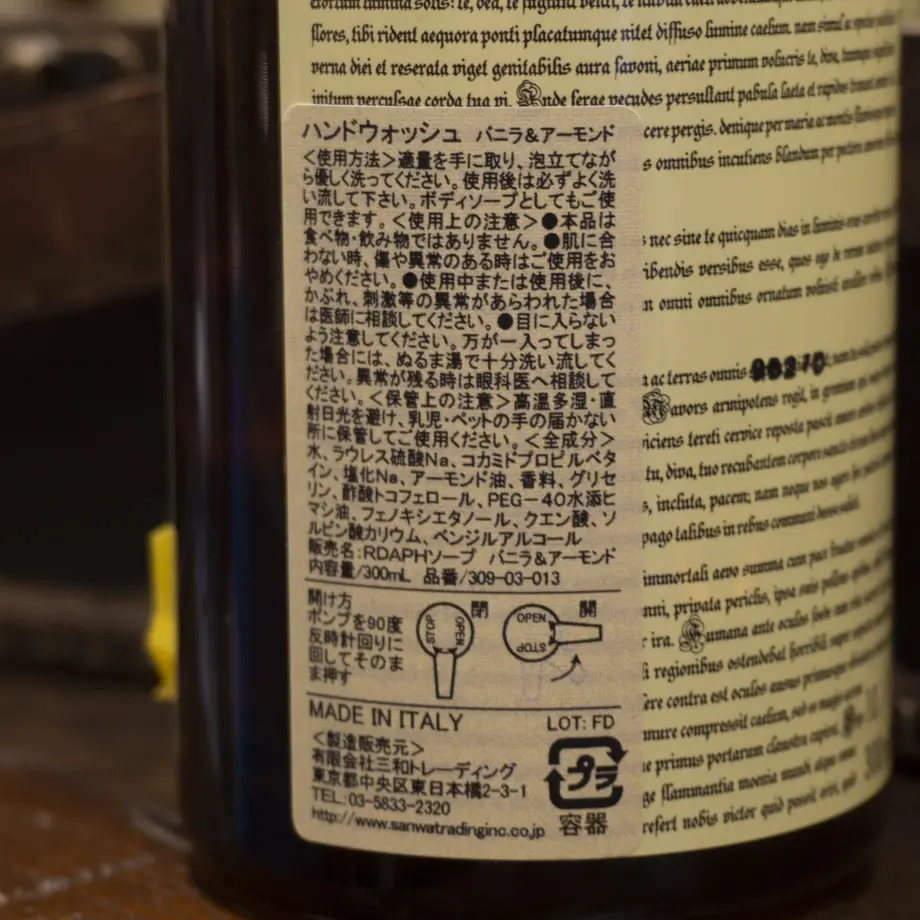 flores, tibi rident aequora ponti placatumque nitet diffuso lumine caelum. nam simul ac species
verna diei et reserata viget genitabilis aura favoni, aeriae primum volucris te, diva, tuumque
initum perculsae corda tua vi. Inde ferae pecudes persultant pabula laeta et rapidos tranant
cere pergis. denique per maria ac montis
s omnibus incutiens blandum per pectora
ハンドウォッシュ バニラ&アーモンド
<使用方法>適量を手に取り、泡立てなが
ら優しく洗ってください。使用後は必ずよく洗
い流して下さい。ボディソープとしてもご使
用できます。<使用上の注意>●本品は
食べ物・飲み物ではありません。●肌に合
わない時、傷や異常のある時はご使用をお
やめください。●使用中または使用後に、
かぶれ、刺激等の異常があらわれた場合
は医師に相談してください。●目に入らない
よう注意してください。万が一入ってしまっ
た場合には、ぬるま湯で十分洗い流してく
ださい。異常が残る時は眼科医へ相談して
ください。<保管上の注意>高温多湿・直
射日光を避け、乳児・ペットの手の届かない
所に保管してご使用ください。<全成分>
水、ラウレス硫酸Na、コカミドプロピルベタ
イン、塩化Na、アーモンド油、香料、グリセ
リン、酢酸トコフェロール、PEG-40水添ヒ
マシ油、フェノキシエタノール、クエン酸、ソ
ルビン酸カリウム、ベンジルアルコール
販売名:RDAPHソープ バニラ&アーモンド
内容量/300mL 品番/309-03-013
開け方
ポンプを90度
反時計回りに
回してそのま
ま押す
閉
STOP
OPEN
開
OPEN
STOP
MADE IN ITALY LOT: FD
<製造販売元>
有限会社三和トレーディング
東京都中央区東日本橋2-3-1
TEL:03-5833-2320
http://www.sanwatradinginc.co.jp
プラ
容器
nec sine te quicquam dias in luminis
ibendis versibus esse, quos ego de rerum
n omni omnibus ornatum voluisti
ac terras omnis
Mavors armipotens regit, in gremium
iciens tereti cervice reposta pascit
tu, diva, tuo recubantem corpore
, incluta, pacem; nam neque nos agere
pago talibus in rebus communi desse saluti.
immortali aevo summa cum pace fruatur
nni, privata periclis, ipsa suis pollens
r ira. Humana ante oculos foede cum
li regionibus ostendebat horribili super
ere contra est oculos ausus primusque
mure compressit caelum, sed eo magis
e primus portarum claustra cupiret.
ge flammantia moenia mundi atque
refert nobis victor quid possit oriri, quid